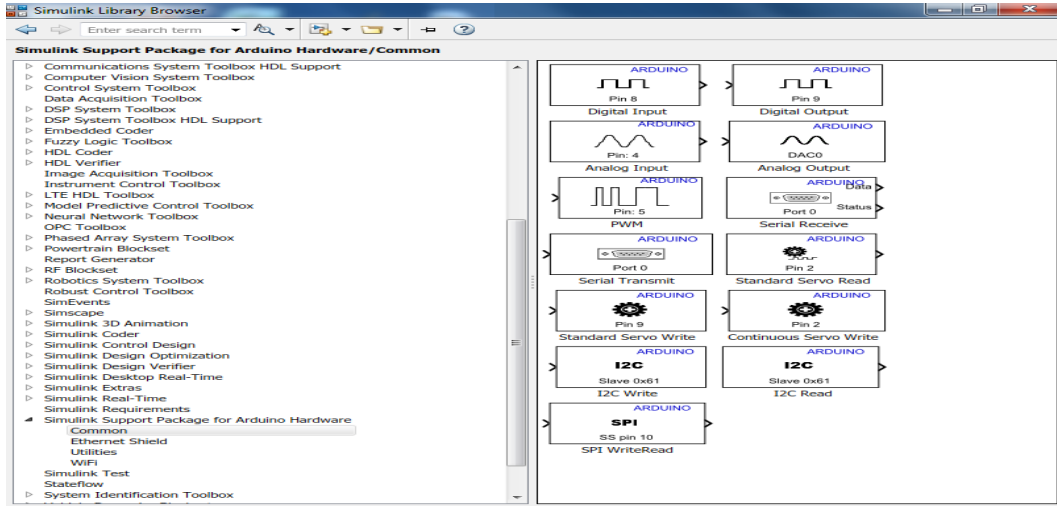 Simulink Library Browser
Enter search term
Simulink Support Package for Arduino Hardware/Common
Communications System Toolbox HDL Support
Computer Vision System Toolbox
Control System Toolbox
Data Acquisition Toolbox
DSP System Toolbox
DSP System Toolbox HDL Support
Embedded Coder
Fuzzy Logic Toolbox
HDL Coder
HDL Verifier
Image Acquisition Toolbox
Instrument Control Toolbox
LTE HDL Toolbox
Model Predictive Control Toolbox
Neural Network Toolbox
OPC Toolbox
Phased Array System Toolbox
Powertrain Blockset
Report Generator
RF Blockset
Robotics System Toolbox
Robust Control Toolbox
SimEvents
Simscape
Simulink 3D Animation
Simulink Coder
Simulink Control Design
Simulink Design Optimization
Simulink Design Verifier
Simulink Desktop Real-Time
Simulink Extras
Simulink Real-Time
Simulink Requirements
Simulink Support Package for Arduino Hardware
Common
Ethernet Shield
Utilities
WiFi
Simulink Test
Stateflow
System Identification Toolbox
ARDUINO ARDUINO
Pin 8 Pin 9
Digital Input Digital Output
ARDUINO ARDUINO
Pin: 4 DAC0
Analog Input Analog Output
ARDUINO ARDUINO
Data
Status
Pin: 5 Port 0
PWM Serial Receive
ARDUINO ARDUINO
Port 0 Pin 2
Serial Transmit Standard Servo Read
ARDUINO ARDUINO
Pin 9 Pin 2
Standard Servo Write Continuous Servo Write
ARDUINO ARDUINO
I2C I2C
Slave 0x61 Slave 0x61
I2C Write I2C Read
ARDUINO
SPI
SS pin 10
SPI WriteRead